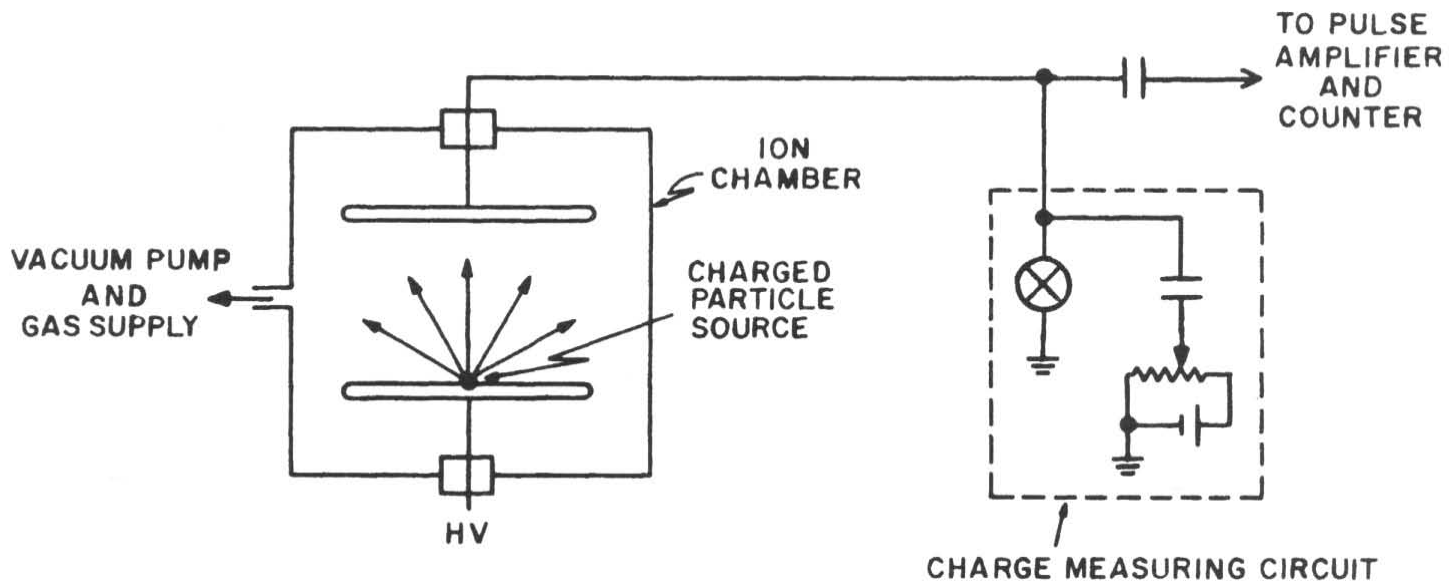 TO PULSE
AMPLIFIER
AND
COUNTER
ION
CHAMBER
VACUUM PUMP
AND
GAS SUPPLY
CHARGED
PARTICLE
SOURCE
HV
CHARGE MEASURING CIRCUIT